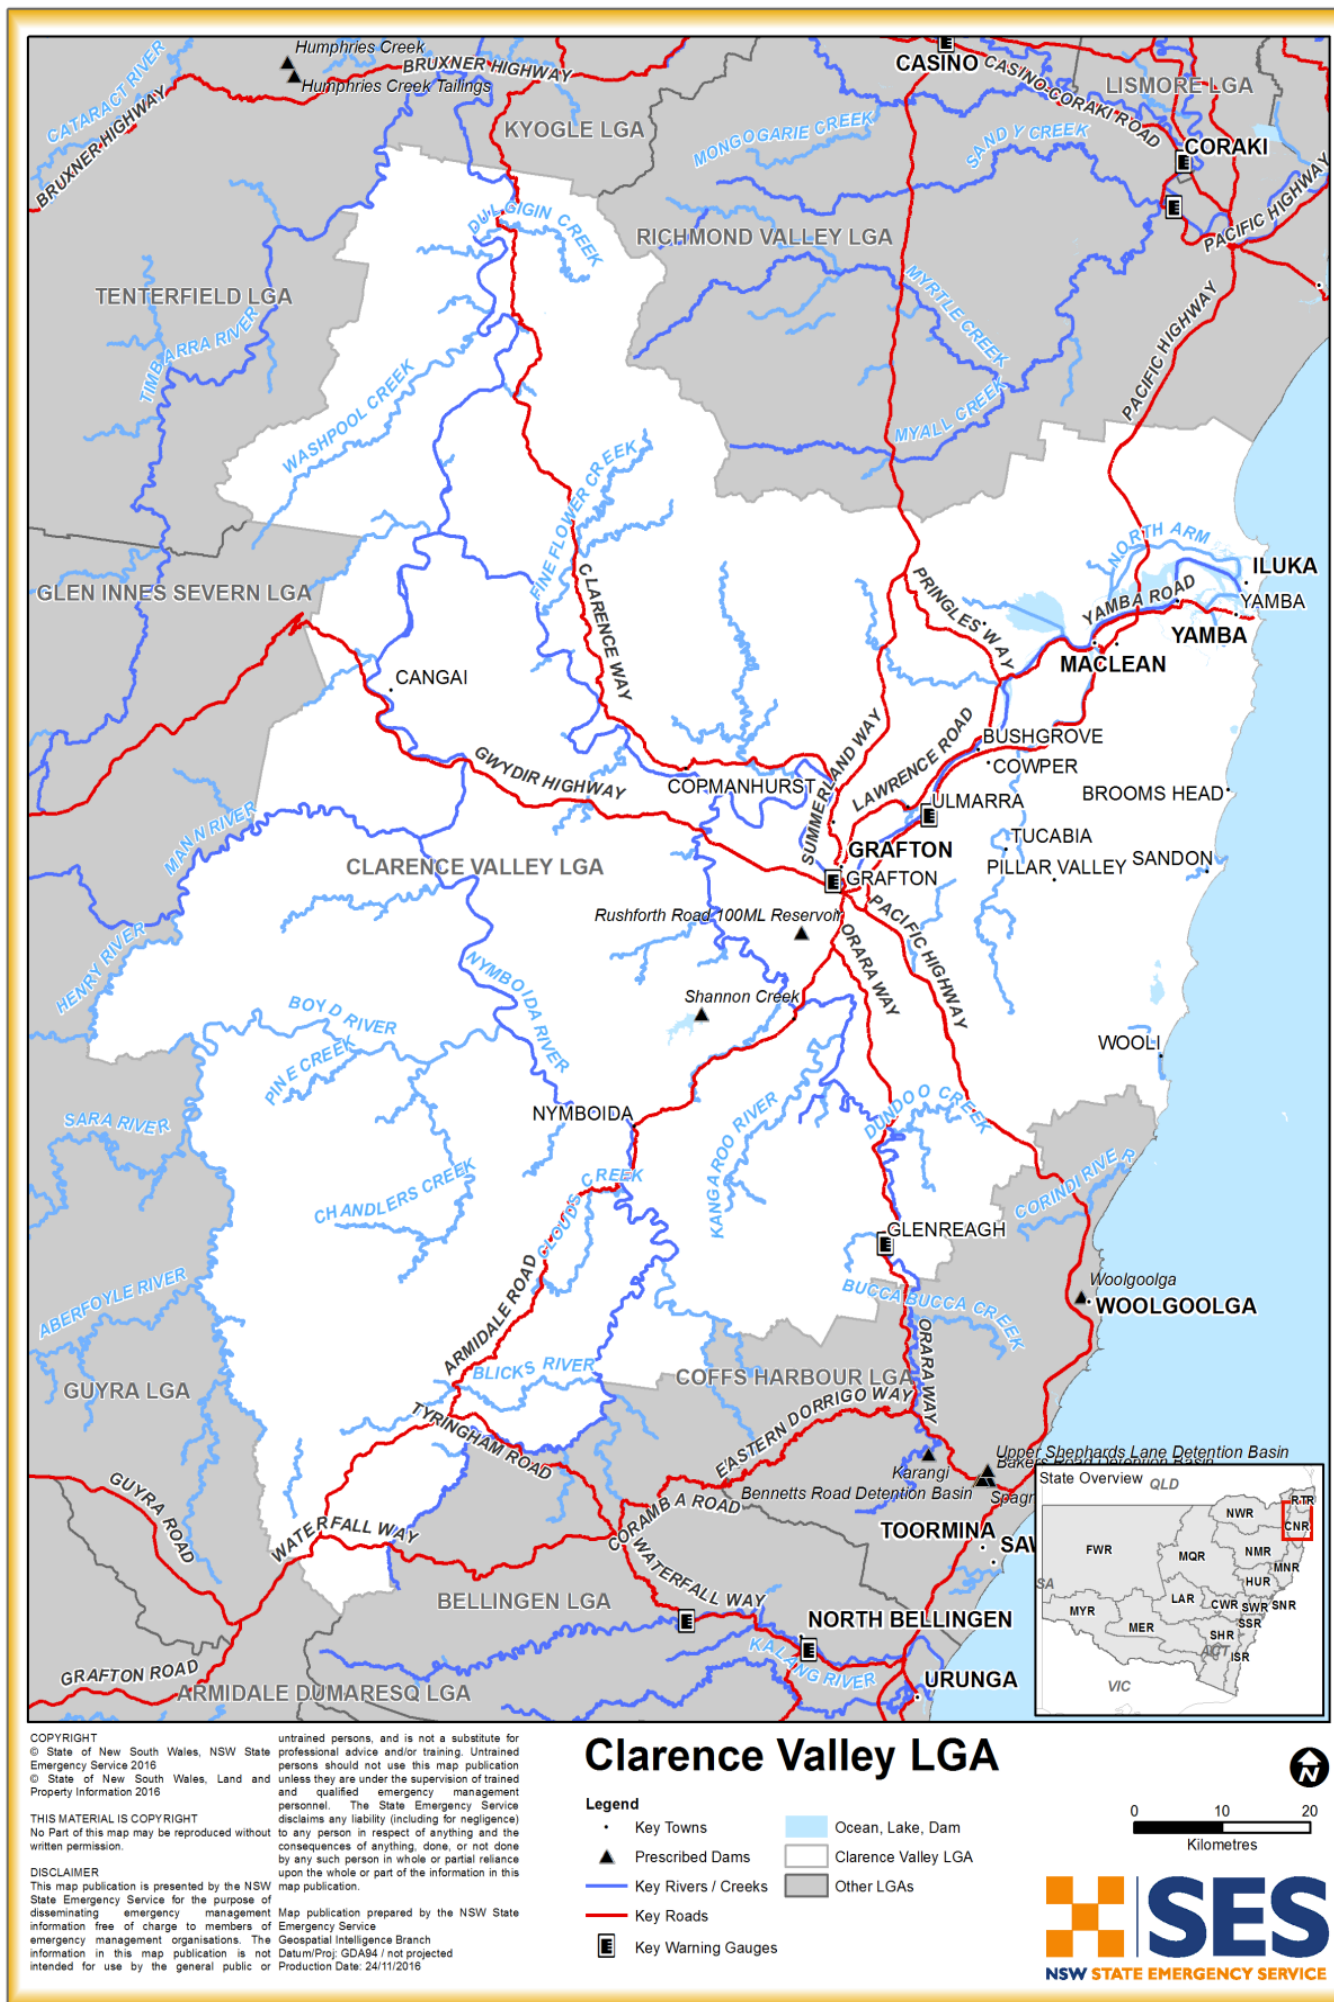 Humphries Creek
Humphries Creek Tailings
CATARACT RIVER
BRUXNER HIGHWAY
BRUXNER HIGHWAY
CASINO
CASINO-CORAKI ROAD
LISMORE LGA
KYOGLE LGA
MONGOGARIE CREEK
SANDY CREEK
CORAKI
PACIFIC HIGHWAY
DULGIGIN CREEK
RICHMOND VALLEY LGA
TENTERFIELD LGA
TIMBARRA RIVER
MYRTLE CREEK
PACIFIC HIGHWAY
WASHPOOL CREEK
MYALL CREEK
FINE FLOWER CREEK
NORTH ARM
ILUKA
GLEN INNES SEVERN LGA
CLARENCE WAY
PRINGLES WAY
YAMBA ROAD
YAMBA
YAMBA
MACLEAN
CANGAI
BUSHGROVE
GWYDIR HIGHWAY
SUMMERLAND WAY
LAWRENCE ROAD
COWPER
COPMANHURST
BROOMS HEAD
ULMARRA
MANN RIVER
TUCABIA
CLARENCE VALLEY LGA
GRAFTON
PILLAR VALLEY
SANDON
GRAFTON
Rushforth Road 100ML Reservoir
PACIFIC HIGHWAY
ORARA WAY
HENRY RIVER
NYMBOIDA RIVER
Shannon Creek
BOYD RIVER
PINE CREEK
WOOLI
NYMBOIDA
SARA RIVER
DUNDOO CREEK
KANGAROO RIVER
CHANDLERS CREEK
CLOUDS CREEK
CORINDI RIVER
GLENREAGH
ARMIDALE ROAD
ABERFOYLE RIVER
Woolgoolga
WOOLGOOLGA
BUCCA BUCCA CREEK
ORARA WAY
BLICKS RIVER
COFFS HARBOUR LGA
GUYRA LGA
TYRINGHAM ROAD
EASTERN DORRIGO WAY
Upper Shephards Lane Detention Basin
Bakers Road Detention Basin
Karangi
Bennetts Road Detention Basin
Spagr
GUYRA ROAD
WATERFALL WAY
CORAMBA ROAD
TOORMINA
SAW
WATERFALL WAY
BELLINGEN LGA
NORTH BELLINGEN
KALANG RIVER
GRAFTON ROAD
ARMIDALE DUMARESQ LGA
URUNGA
State Overview
QLD
RTR
NWR
CNR
FWR
MQR
NMR
MNR
HUR
SA
LAR
CWR
SWR
SNR
MYR
MER
SSR
SHR
ACT
ISR
VIC
COPYRIGHT
© State of New South Wales, NSW State
Emergency Service 2016
© State of New South Wales, Land and
Property Information 2016
THIS MATERIAL IS COPYRIGHT
No Part of this map may be reproduced without
written permission.
DISCLAIMER
This map publication is presented by the NSW
State Emergency Service for the purpose of
disseminating emergency management
information free of charge to members of
emergency management organisations. The
information in this map publication is not
intended for use by the general public or
untrained persons, and is not a substitute for
professional advice and/or training. Untrained
persons should not use this map publication
unless they are under the supervision of trained
and qualified emergency management
personnel. The State Emergency Service
disclaims any liability (including for negligence)
to any person in respect of anything and the
consequences of anything, done, or not done
by any such person in whole or partial reliance
upon the whole or part of the information in this
map publication.
Map publication prepared by the NSW State
Emergency Service
Geospatial Intelligence Branch
Datum/Proj: GDA94 / not projected
Production Date: 24/11/2016
Clarence Valley LGA
Legend
Key Towns
Prescribed Dams
Key Rivers / Creeks
Key Roads
Key Warning Gauges
Ocean, Lake, Dam
Clarence Valley LGA
Other LGAs
N
0 10 20
Kilometres
SES
NSW STATE EMERGENCY SERVICE